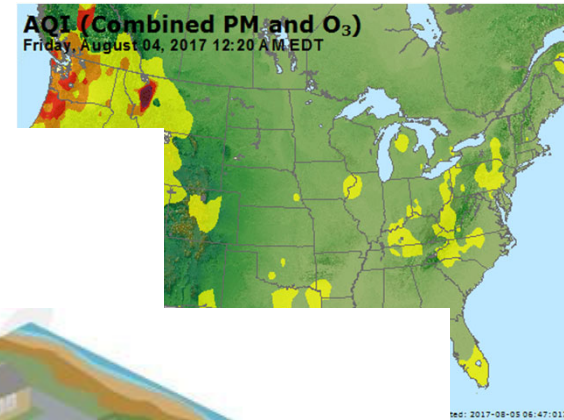 AQI (Combined PM and O₃)
Friday, August 04, 2017 12:20 AM EDT
ted: 2017-08-05 06:47:01